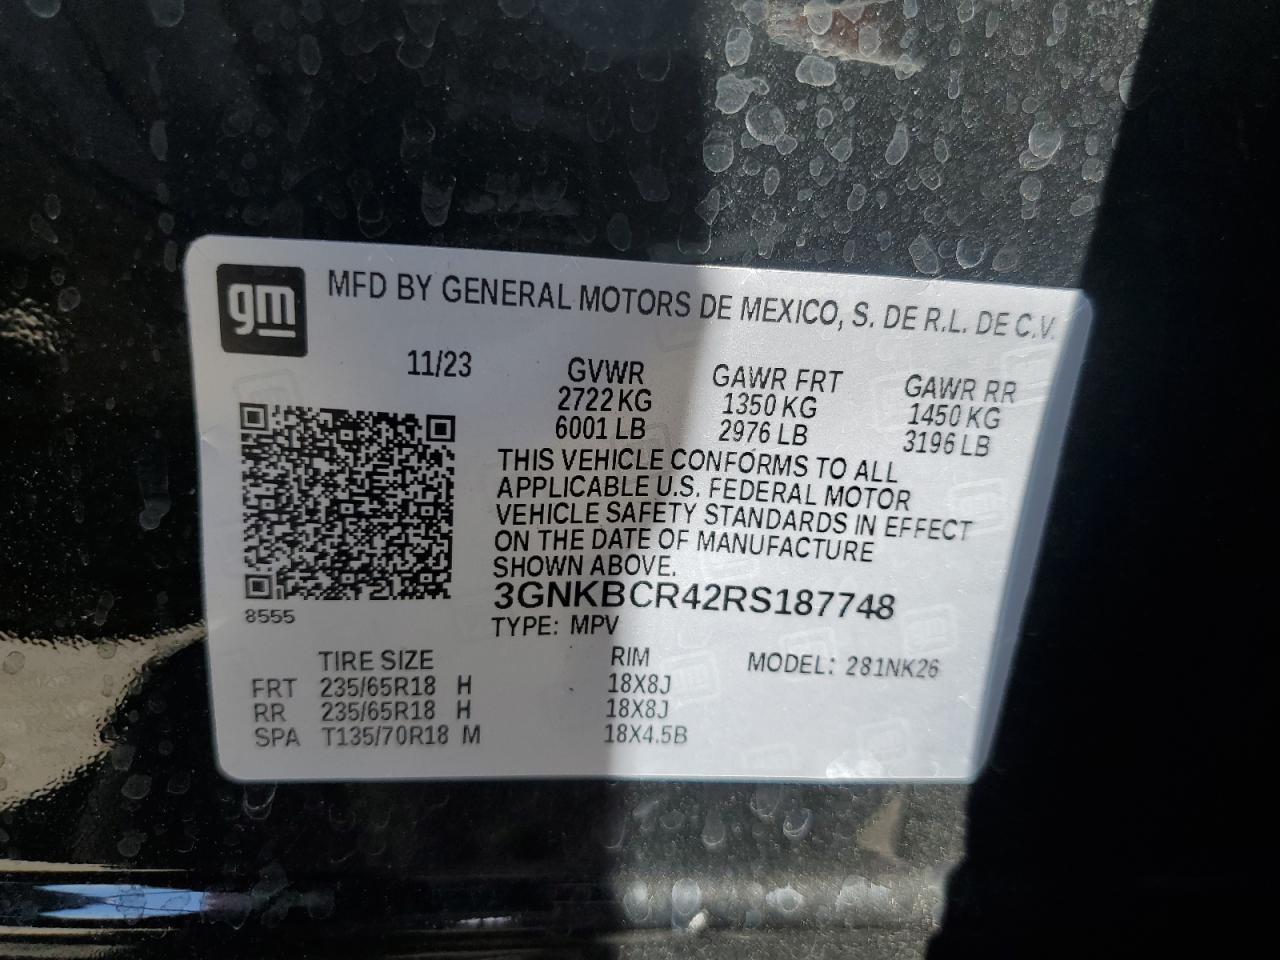 gm
MFD BY GENERAL MOTORS DE MEXICO, S. DE R.L. DE C.V.
11/23 GVWR GAWR FRT GAWR RR
2722 KG 1350 KG 1450 KG
6001 LB 2976 LB 3196 LB
THIS VEHICLE CONFORMS TO ALL
APPLICABLE U.S. FEDERAL MOTOR
VEHICLE SAFETY STANDARDS IN EFFECT
ON THE DATE OF MANUFACTURE
SHOWN ABOVE.
3GNKBCR42RS187748
8555
TYPE: MPV
TIRE SIZE RIM MODEL: 281NK26
FRT 235/65R18 H 18X8J
RR 235/65R18 H 18X8J
SPA T135/70R18 M 18X4.5B